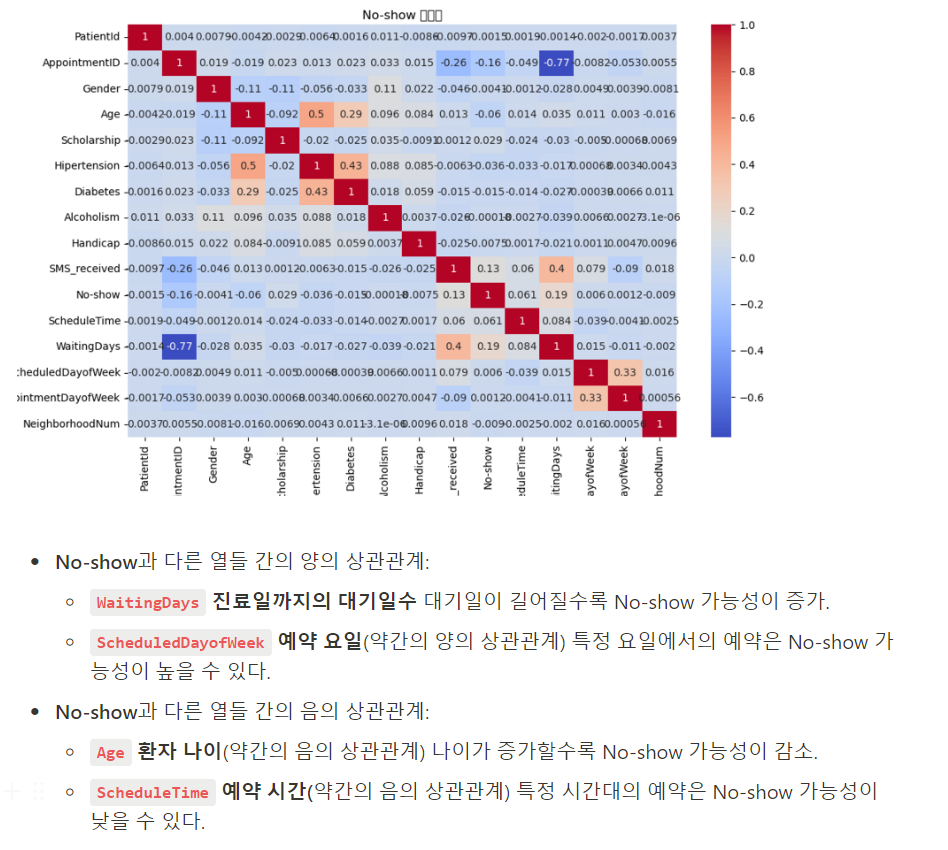 No-show □□□
PatientId 1 0.004 0.0079 -0.0042 -0.0029 0.0064 0.0016 0.011 -0.0086 -0.0097 0.0015 0.0019 -0.0014 -0.002 -0.0017 0.0037
AppointmentID 0.004 1 0.019 -0.019 0.023 0.013 0.023 0.033 0.015 -0.26 -0.16 -0.049 -0.77 0.0082 -0.053 0.0055
Gender -0.0079 0.019 1 -0.11 -0.11 -0.056 -0.033 0.11 0.022 -0.046 0.0041 0.0012 -0.028 0.0049 0.0039 -0.0081
Age -0.0042 -0.019 -0.11 1 -0.092 0.5 0.29 0.096 0.084 0.013 -0.06 0.014 0.035 0.011 0.003 -0.016
Scholarship -0.0029 0.023 -0.11 -0.092 1 -0.02 -0.025 0.035 -0.0091 0.0012 0.029 -0.024 -0.03 -0.005 0.00068 0.0069
Hipertension 0.0064 0.013 -0.056 0.5 -0.02 1 0.43 0.088 0.085 -0.0063 -0.036 -0.033 -0.017 0.00068 0.0034 -0.0043
Diabetes -0.0016 0.023 -0.033 0.29 -0.025 0.43 1 0.018 0.059 -0.015 -0.015 -0.014 -0.027 0.00039 0.0066 0.011
Alcoholism 0.011 0.033 0.11 0.096 0.035 0.088 0.018 1 0.0037 -0.026 -0.00018 0.0027 -0.039 0.0066 0.0027 -3.1e-06
Handicap -0.0086 0.015 0.022 0.084 -0.0091 0.085 0.059 0.0037 1 -0.025 -0.0075 0.0017 -0.021 0.0011 0.0047 0.0096
SMS_received -0.0097 -0.26 -0.046 0.013 0.0012 -0.0063 -0.015 -0.026 -0.025 1 0.13 0.06 0.4 0.079 -0.09 0.018
No-show -0.0015 -0.16 -0.0041 -0.06 0.029 -0.036 -0.015 -0.00018 -0.0075 0.13 1 0.061 0.19 0.006 0.0012 -0.009
ScheduleTime -0.0019 -0.049 -0.0012 0.014 -0.024 -0.033 -0.014 -0.0027 0.0017 0.06 0.061 1 0.084 -0.039 -0.0041 -0.0025
WaitingDays -0.0014 -0.77 -0.028 0.035 -0.03 -0.017 -0.027 -0.039 -0.021 0.4 0.19 0.084 1 0.015 -0.011 -0.002
cheduledDayofWeek -0.002 -0.0082 0.0049 0.011 -0.005 0.00068 -0.00039 0.0066 0.0011 0.079 0.006 -0.039 0.015 1 0.33 0.016
ointmentDayofWeek -0.0017 -0.053 0.0039 0.003 -0.00068 0.0034 0.0066 0.0027 0.0047 -0.09 0.0012 0.0041 -0.011 0.33 1 0.00056
NeighborhoodNum -0.0037 0.0055 -0.0081 -0.016 0.0069 0.0043 0.011 -3.1e-06 0.0096 0.018 -0.009 0.0025 -0.002 0.016 0.00056 1
PatientId intmentID Gender Age cholarship ertension Diabetes lcoholism Handicap _received No-show eduleTime itingDays ayofWeek ayofWeek hoodNum
1.0
0.8
0.6
0.4
0.2
0.0
−0.2
−0.4
−0.6
• No-show과 다른 열들 간의 양의 상관관계:
◦ WaitingDays 진료일까지의 대기일수 대기일이 길어질수록 No-show 가능성이 증가.
◦ ScheduledDayofWeek 예약 요일(약간의 양의 상관관계) 특정 요일에서의 예약은 No-show 가
능성이 높을 수 있다.
• No-show과 다른 열들 간의 음의 상관관계:
◦ Age 환자 나이(약간의 음의 상관관계) 나이가 증가할수록 No-show 가능성이 감소.
◦ ScheduleTime 예약 시간(약간의 음의 상관관계) 특정 시간대의 예약은 No-show 가능성이
낮을 수 있다.